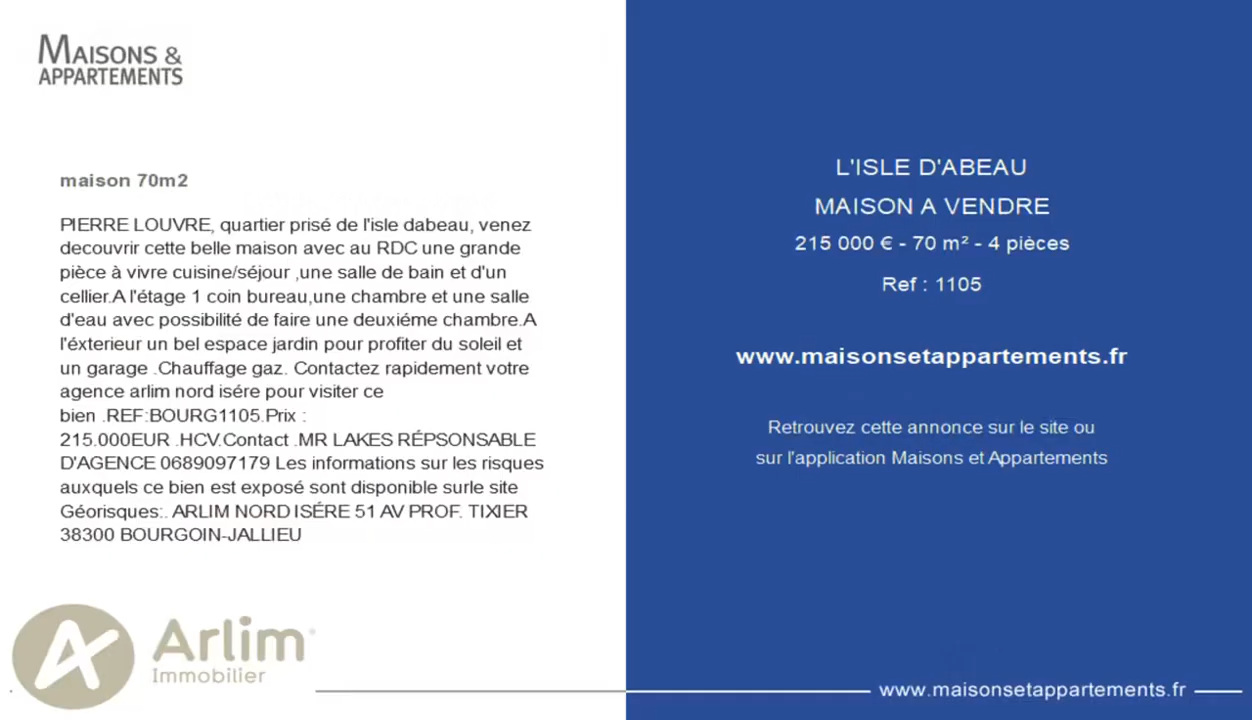 MAISONS &
APPARTEMENTS
maison 70m2
PIERRE LOUVRE, quartier prisé de l'isle dabeau, venez
decouvrir cette belle maison avec au RDC une grande
pièce à vivre cuisine/séjour ,une salle de bain et d'un
cellier.A l'étage 1 coin bureau,une chambre et une salle
d'eau avec possibilité de faire une deuxiéme chambre.A
l'éxterieur un bel espace jardin pour profiter du soleil et
un garage .Chauffage gaz. Contactez rapidement votre
agence arlim nord isére pour visiter ce
bien .REF:BOURG1105.Prix :
215.000EUR .HCV.Contact .MR LAKES RÉPSONSABLE
D'AGENCE 0689097179 Les informations sur les risques
auxquels ce bien est exposé sont disponible surle site
Géorisques:. ARLIM NORD ISÉRE 51 AV PROF. TIXIER
38300 BOURGOIN-JALLIEU
Arlim
Immobilier
L'ISLE D'ABEAU
MAISON A VENDRE
215 000 € - 70 m² - 4 pièces
Ref : 1105
www.maisonsetappartements.fr
Retrouvez cette annonce sur le site ou
sur l'application Maisons et Appartements
www.maisonsetappartements.fr